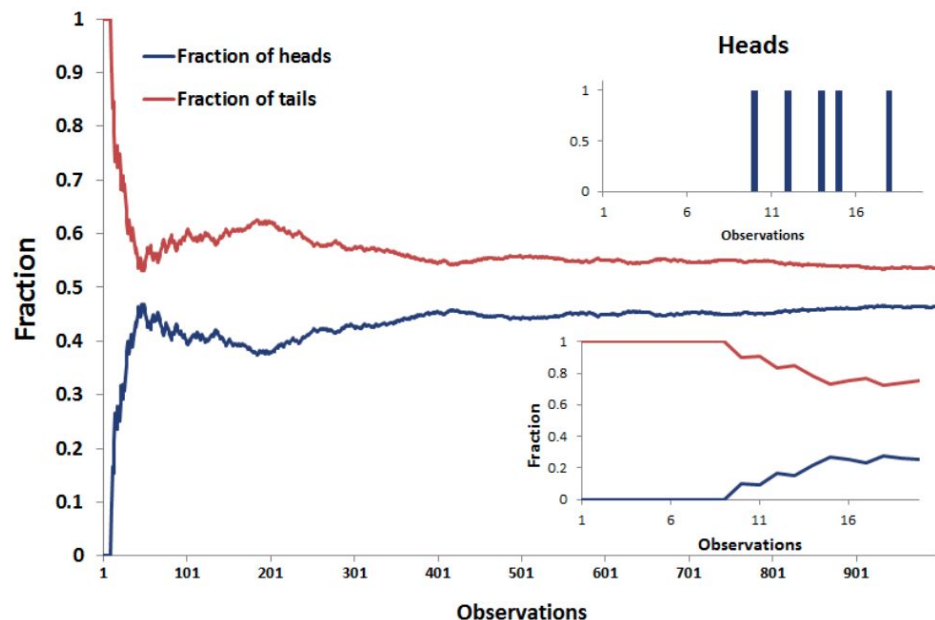 1
0.9
0.8
0.7
0.6
0.5
0.4
0.3
0.2
0.1
0
Fraction
Fraction of heads
Fraction of tails
1 101 201 301 401 501 601 701 801 901
Observations
Heads
1
0.5
0
1 6 11 16
Observations
1
0.8
0.6
0.4
0.2
0
Fraction
1 6 11 16
Observations